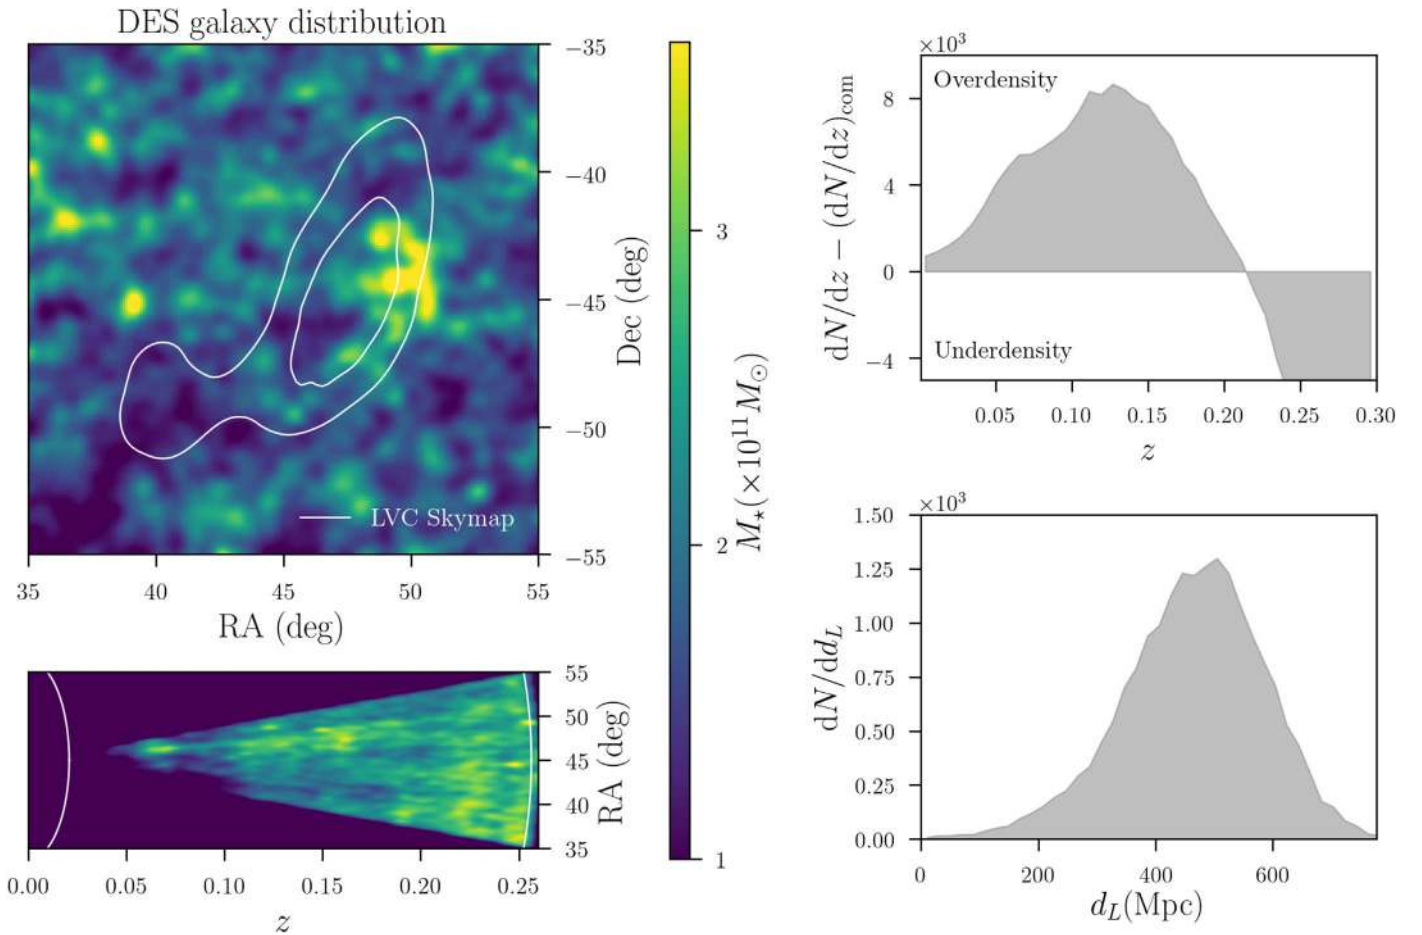 DES galaxy distribution
−35
−40
−45
−50
−55
Dec (deg)
LVC Skymap
35 40 45 50 55
RA (deg)
55
50
45
40
35
RA (deg)
0.00 0.05 0.10 0.15 0.20 0.25
z
3
2
1
M⋆(×10¹¹M⊙)
×10³
Overdensity
Underdensity
8
4
0
−4
dN/dz − (dN/dz)com
0.05 0.10 0.15 0.20 0.25 0.30
z
×10³
1.50
1.25
1.00
0.75
0.50
0.25
0.00
dN/ddL
0 200 400 600
dL(Mpc)